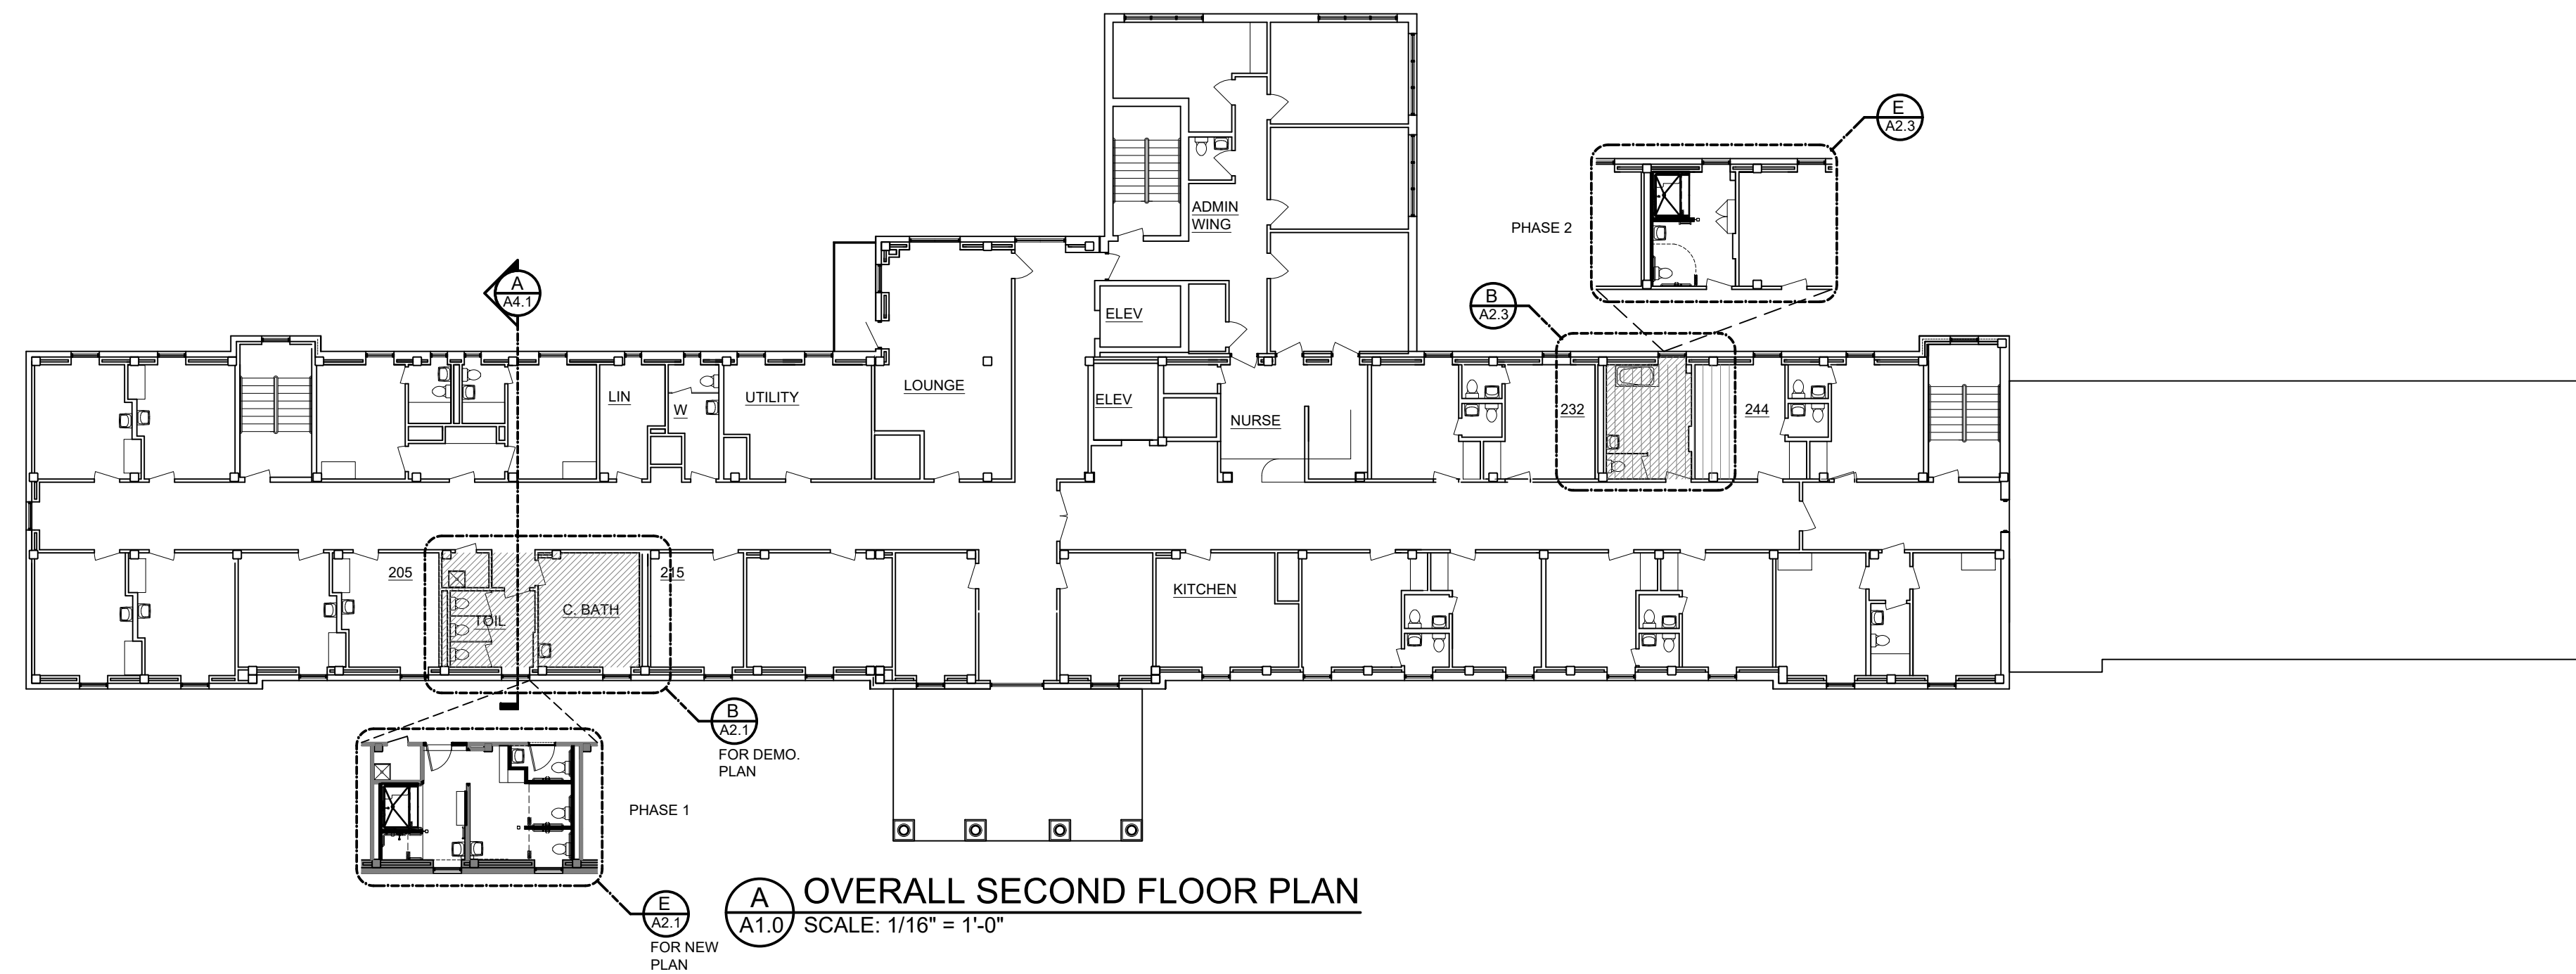 E
A2.3
ADMIN
WING
PHASE 2
A
A4.1
B
A2.3
ELEV
LIN
W
UTILITY
LOUNGE
ELEV
NURSE
232
244
205
TOIL
C. BATH
215
KITCHEN
B
A2.1
FOR DEMO.
PLAN
PHASE 1
E
A2.1
FOR NEW
PLAN
A
A1.0
OVERALL SECOND FLOOR PLAN
SCALE: 1/16" = 1'-0"